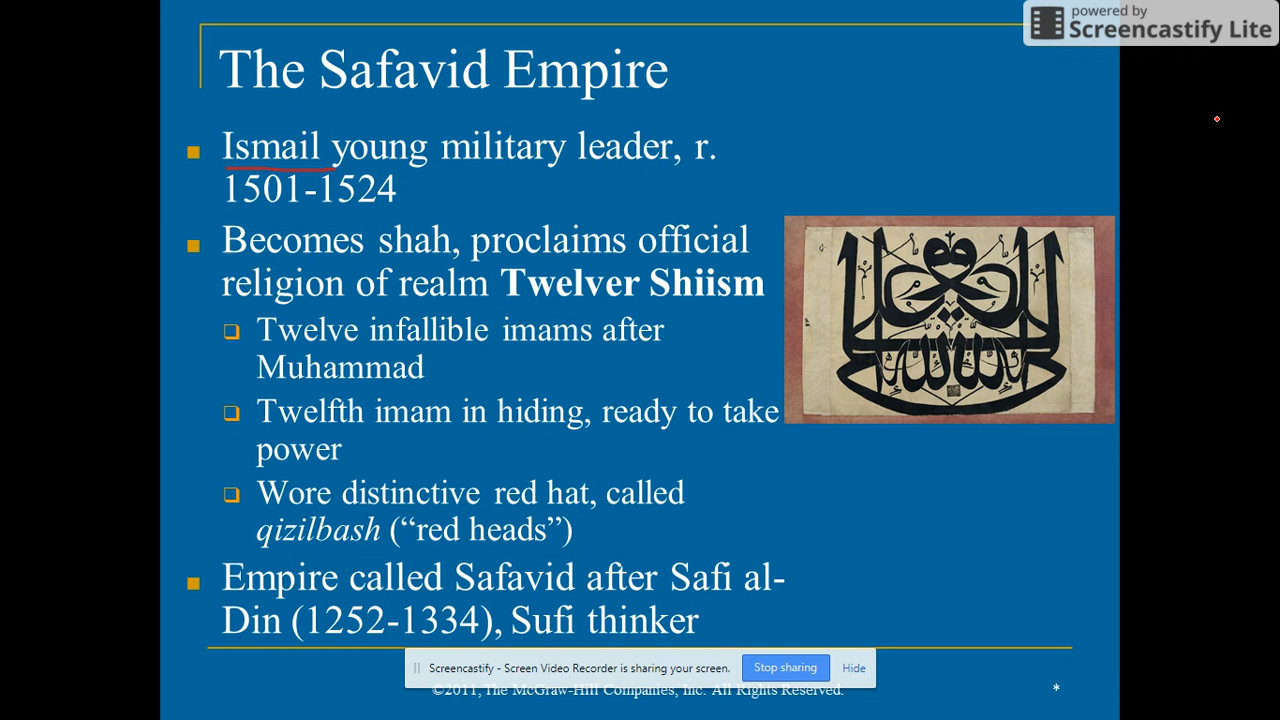 powered by
Screencastify Lite
The Safavid Empire
Ismail young military leader, r.
1501-1524
Becomes shah, proclaims official
religion of realm Twelver Shiism
Twelve infallible imams after
Muhammad
Twelfth imam in hiding, ready to take
power
Wore distinctive red hat, called
qizilbash (“red heads”)
Empire called Safavid after Safi al-
Din (1252-1334), Sufi thinker
Screencastify - Screen Video Recorder is sharing your screen.
Stop sharing
Hide
©2011, The McGraw-Hill Companies, Inc. All Rights Reserved.
*